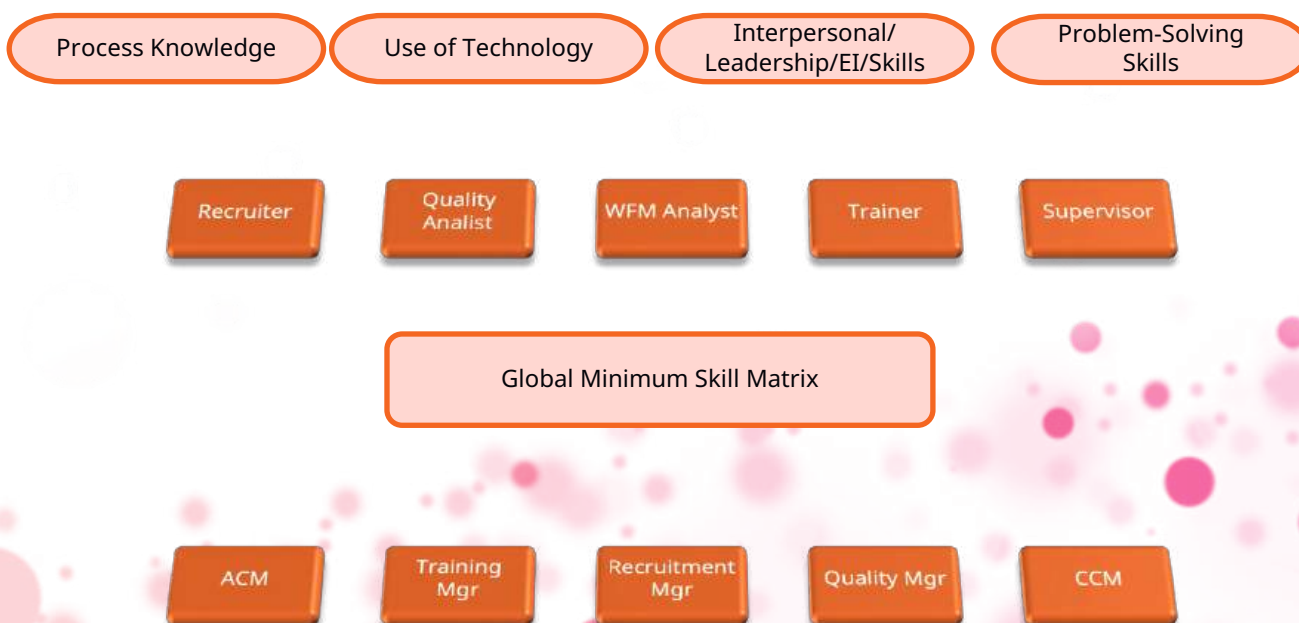 Process Knowledge
Use of Technology
Interpersonal/
Leadership/EI/Skills
Problem-Solving
Skills
Recruiter
Quality
Analist
WFM Analyst
Trainer
Supervisor
Global Minimum Skill Matrix
ACM
Training
Mgr
Recruitment
Mgr
Quality Mgr
CCM